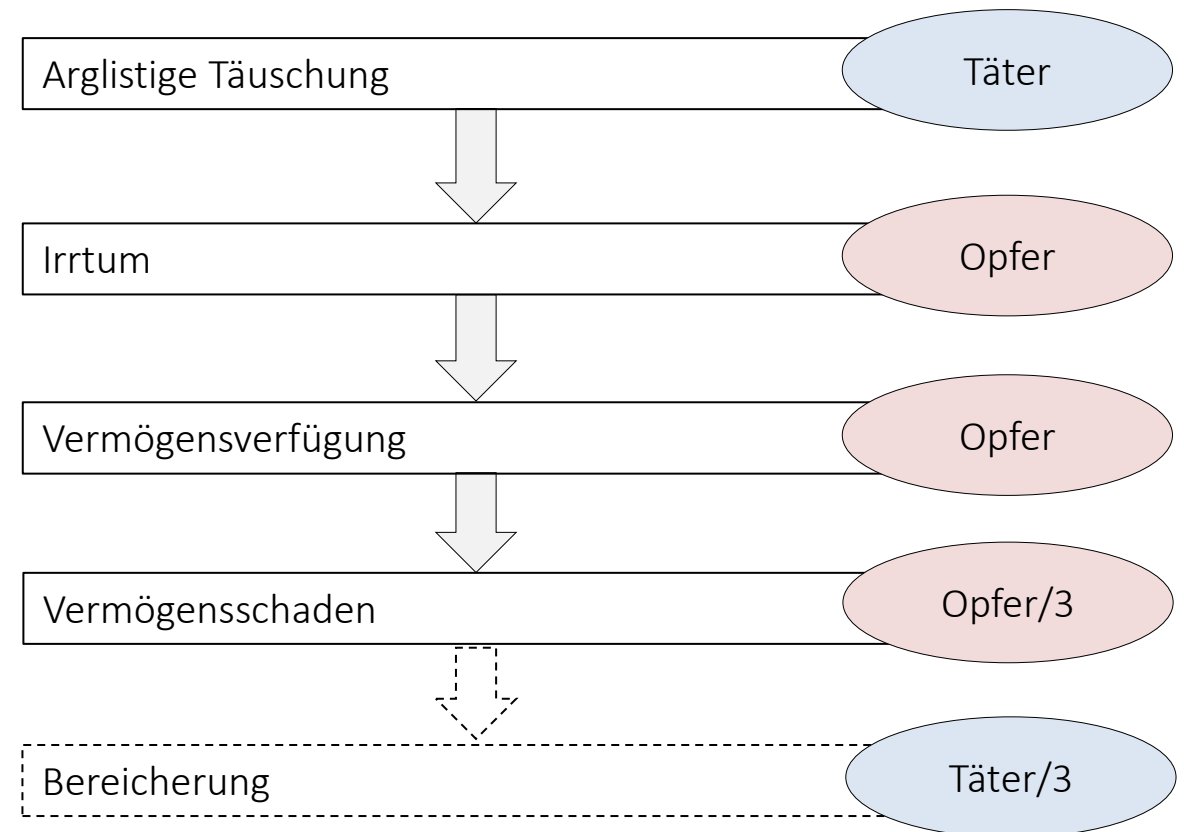 Arglistige Täuschung
Täter
Irrtum
Opfer
Vermögensverfügung
Opfer
Vermögensschaden
Opfer/3
Bereicherung
Täter/3